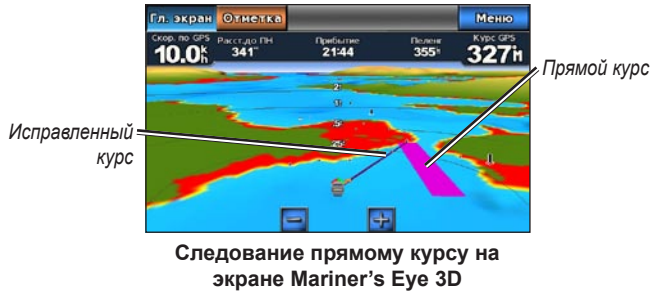 Гл. экран Отметка Меню
Скор. по GPS Расст.до ПН Прибытие Пеленг Курс GPS
10.0 341 21:44 355 327
Прямой курс
Исправленный
курс
Следование прямому курсу на
экране Mariner's Eye 3D